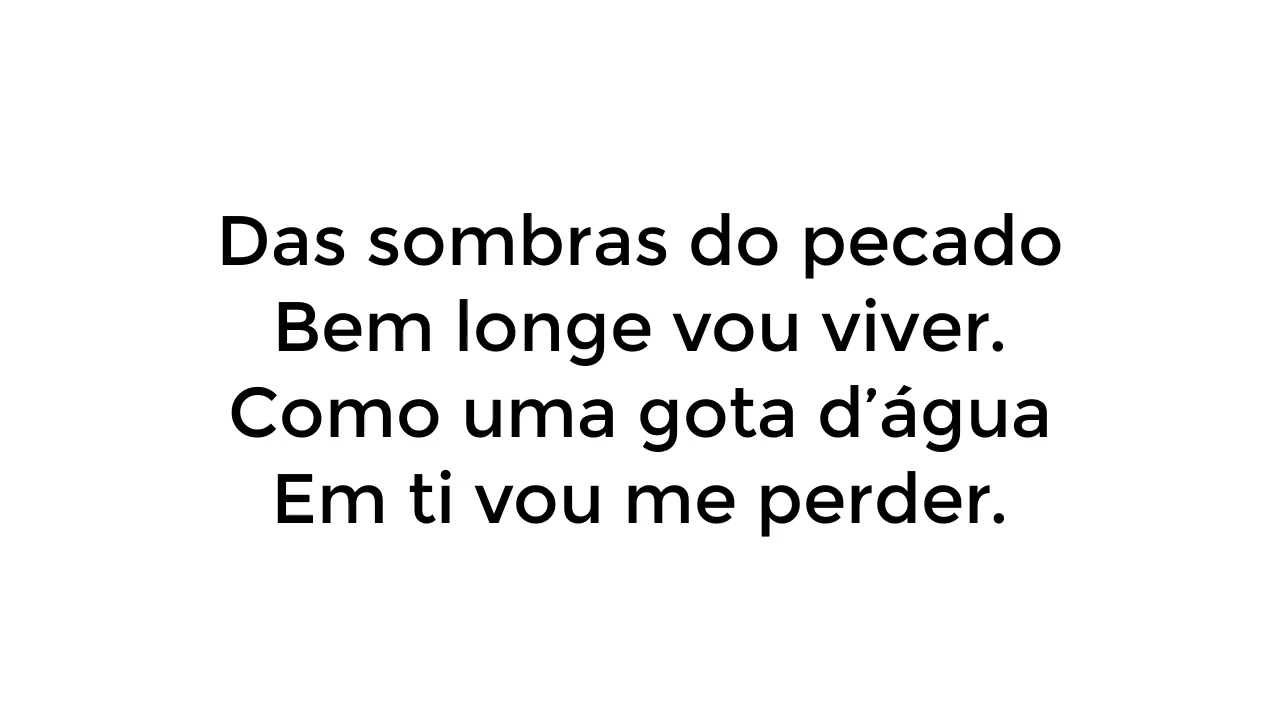 Das sombras do pecado
Bem longe vou viver.
Como uma gota d’água
Em ti vou me perder.